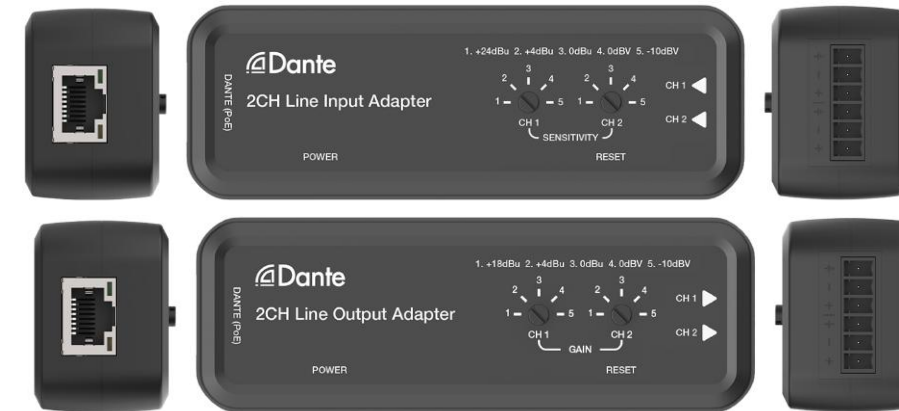 1. +24dBu 2. +4dBu 3. 0dBu 4. 0dBV 5. -10dBV
Dante
2CH Line Input Adapter
DANTE (PoE)
3
3
2
4
2
4
1
5
1
5
CH 1
CH 2
SENSITIVITY
CH 1
CH 2
POWER
RESET
1. +18dBu 2. +4dBu 3. 0dBu 4. 0dBV 5. -10dBV
Dante
2CH Line Output Adapter
DANTE (PoE)
3
3
2
4
2
4
1
5
1
5
CH 1
CH 2
GAIN
CH 1
CH 2
POWER
RESET